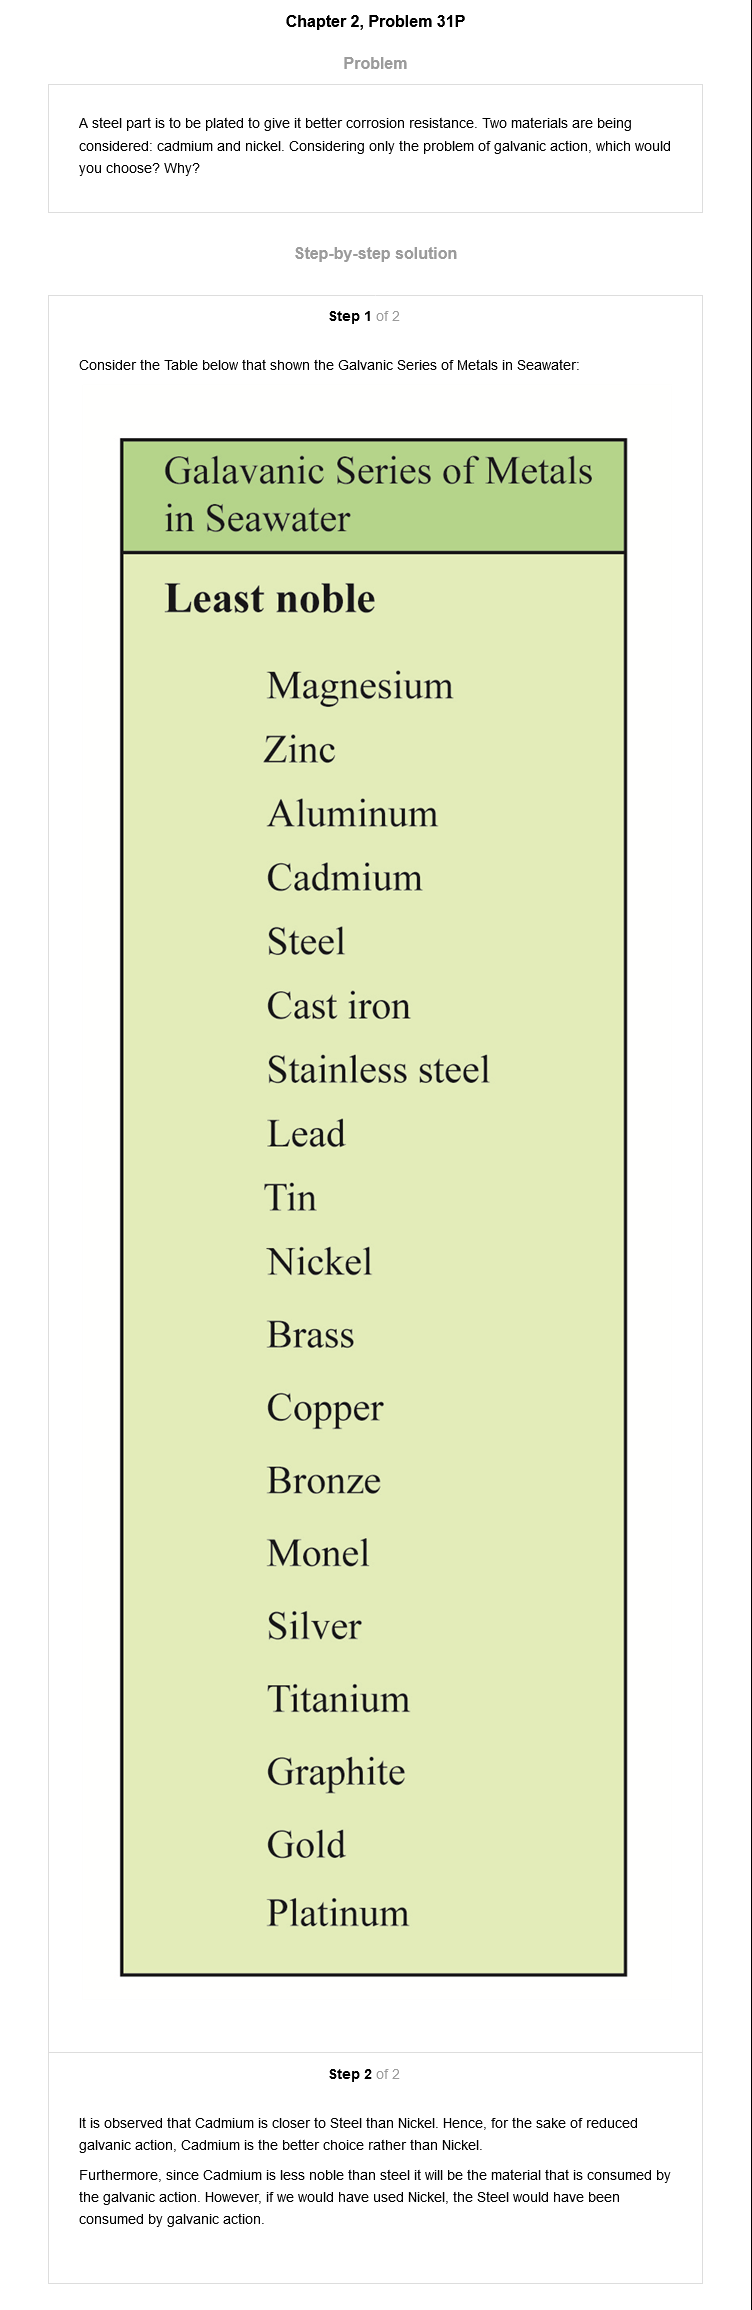 Chapter 2, Problem 31P
Problem
A steel part is to be plated to give it better corrosion resistance. Two materials are being
considered: cadmium and nickel. Considering only the problem of galvanic action, which would
you choose? Why?
Step-by-step solution
Step 1 of 2
Consider the Table below that shown the Galvanic Series of Metals in Seawater:
Galavanic Series of Metals
in Seawater
Least noble
Magnesium
Zinc
Aluminum
Cadmium
Steel
Cast iron
Stainless steel
Lead
Tin
Nickel
Brass
Copper
Bronze
Monel
Silver
Titanium
Graphite
Gold
Platinum
Step 2 of 2
It is observed that Cadmium is closer to Steel than Nickel. Hence, for the sake of reduced
galvanic action, Cadmium is the better choice rather than Nickel.
Furthermore, since Cadmium is less noble than steel it will be the material that is consumed by
the galvanic action. However, if we would have used Nickel, the Steel would have been
consumed by galvanic action.